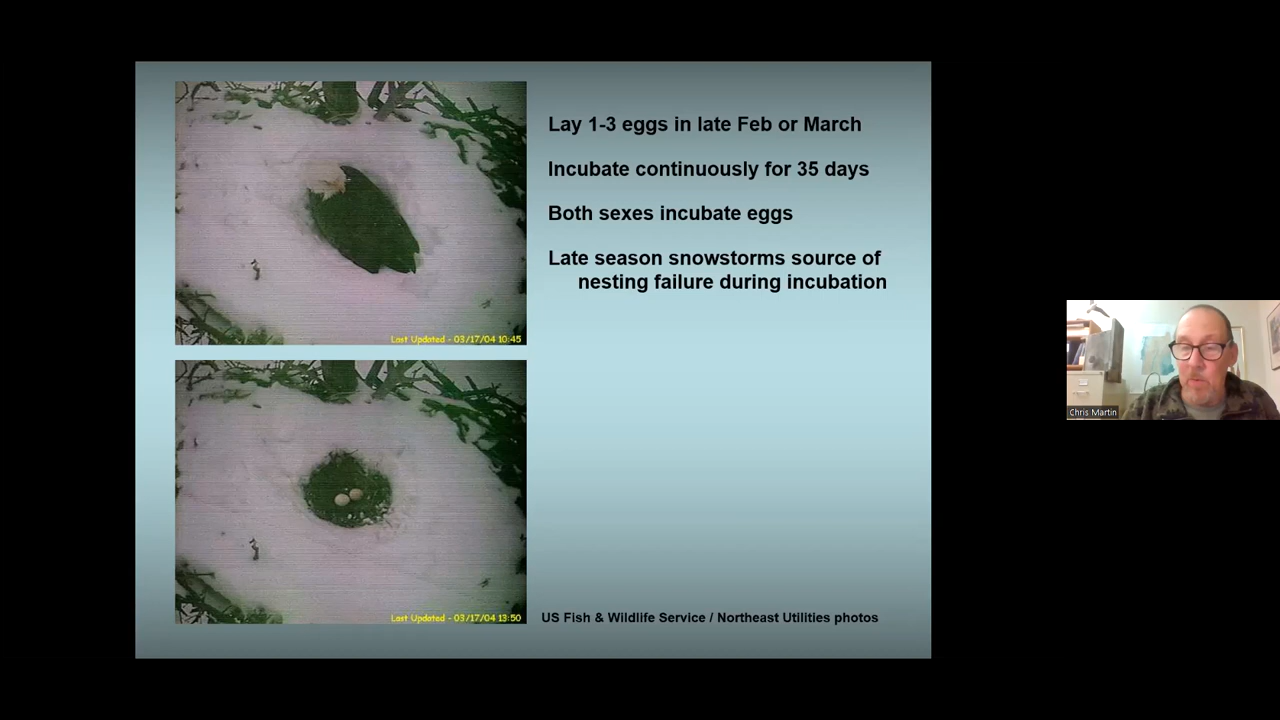 Lay 1-3 eggs in late Feb or March
Incubate continuously for 35 days
Both sexes incubate eggs
Late season snowstorms source of
nesting failure during incubation
Last Updated - 03/17/04 10:45
Last Updated - 03/17/04 13:50
US Fish & Wildlife Service / Northeast Utilities photos
Chris Martin